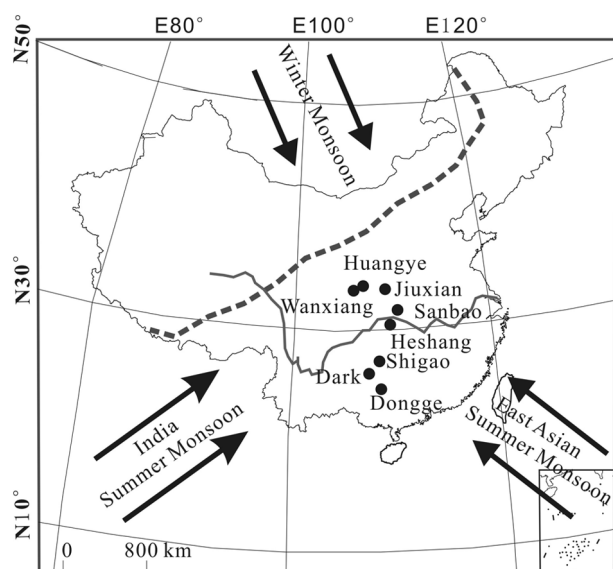 E80° E100° E120°
N50°
N30°
N10°
Winter Monsoon
Huangye
Jiuxian
Wanxiang
Sanbao
Heshang
Shigao
Dark
Dongge
India
Summer Monsoon
East Asian
Summer Monsoon
0 800 km